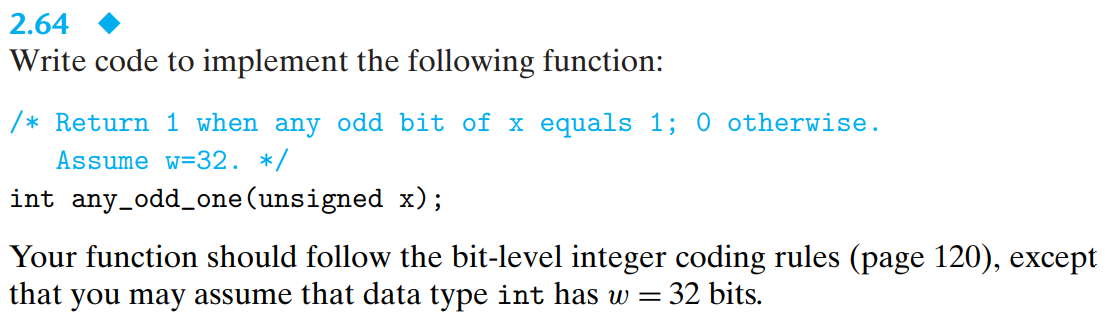 2.64 ◆
Write code to implement the following function:
/* Return 1 when any odd bit of x equals 1; 0 otherwise.
Assume w=32. */
int any_odd_one(unsigned x);
Your function should follow the bit-level integer coding rules (page 120), except
that you may assume that data type int has w = 32 bits.